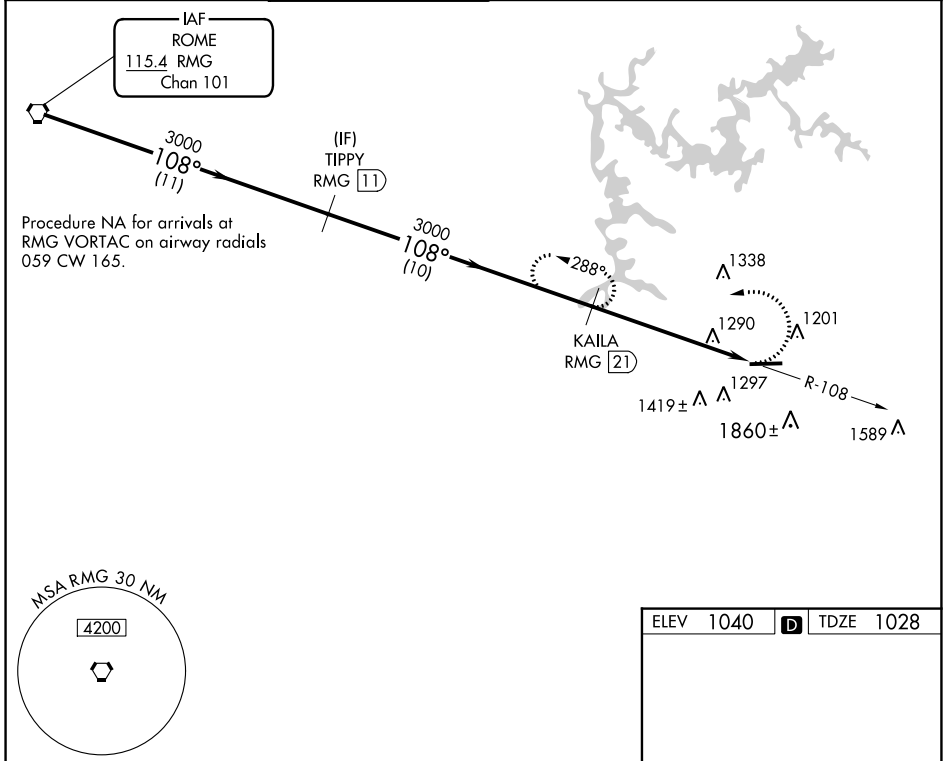 IAF
ROME
115.4 RMG
Chan 101
3000
108°
(11)
(IF)
TIPPY
RMG 11
Procedure NA for arrivals at
RMG VORTAC on airway radials
059 CW 165.
3000
108°
(10)
288°
KAILA
RMG 21
1338
1290
1201
1297
1419±
1860±
R-108
1589
MSA RMG 30 NM
4200
ELEV 1040 D TDZE 1028